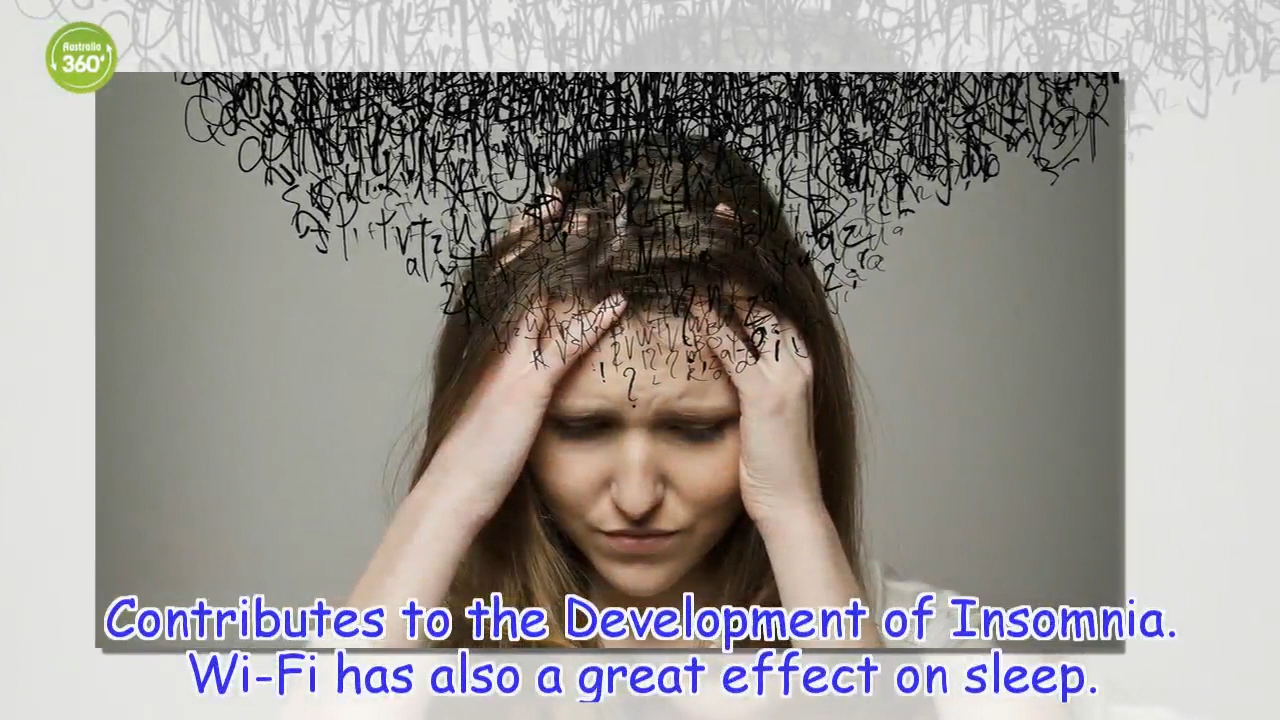 Australia
360°
Contributes to the Development of Insomnia.
Wi-Fi has also a great effect on sleep.